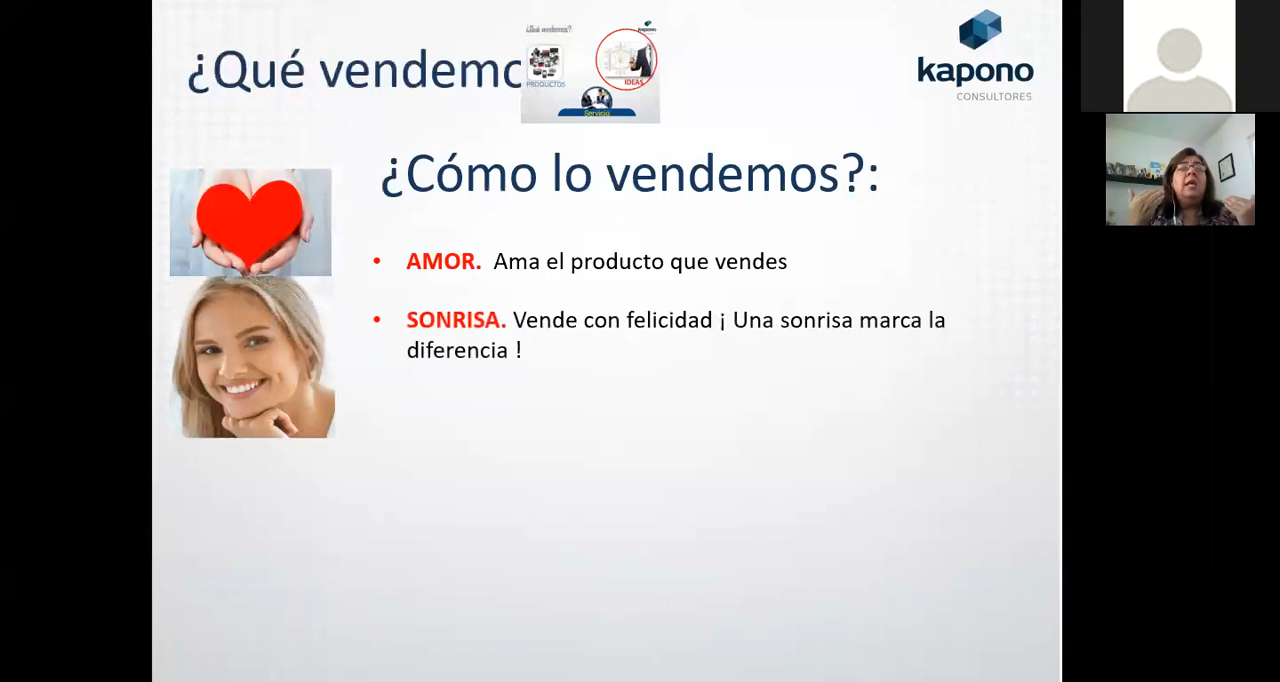 ¿Qué vendemo
¿Qué vendemos?
kapono
PRODUCTOS
IDEAS
Servicio
kapono
CONSULTORES
¿Cómo lo vendemos?:
• AMOR. Ama el producto que vendes
• SONRISA. Vende con felicidad ¡ Una sonrisa marca la
diferencia !